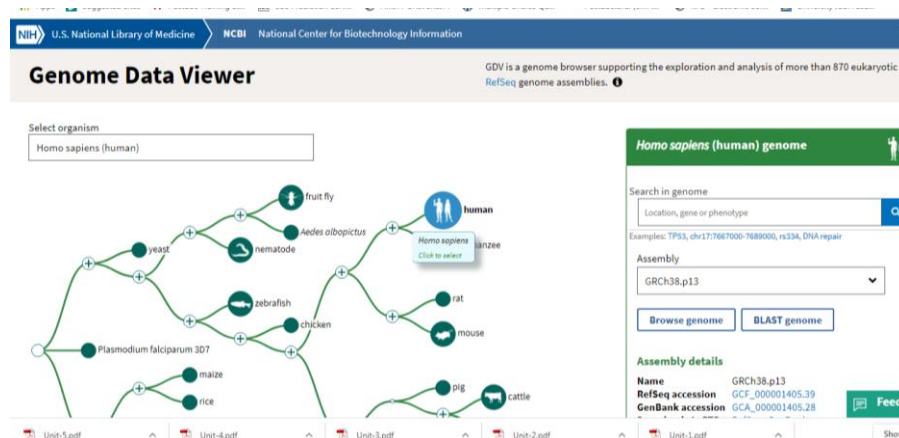 NIH U.S. National Library of Medicine NCBI National Center for Biotechnology Information
Genome Data Viewer
GDV is a genome browser supporting the exploration and analysis of more than 870 eukaryotic
RefSeq genome assemblies.
Select organism
Homo sapiens (human)
fruit fly
Aedes albopictus
yeast
nematode
zebrafish
chicken
Plasmodium falciparum 3D7
maize
rice
human
Homo sapiens
Click to select
anzee
rat
mouse
pig
cattle
Homo sapiens (human) genome
Search in genome
Location, gene or phenotype
Examples: TP53, chr17:7667000-7689000, rs334, DNA repair
Assembly
GRCh38.p13
Browse genome BLAST genome
Assembly details
Name GRCh38.p13
RefSeq accession GCF_000001405.39
GenBank accession GCA_000001405.28
Feed
Unit-5.pdf Unit-4.pdf Unit-3.pdf Unit-2.pdf Unit-1.pdf Sho